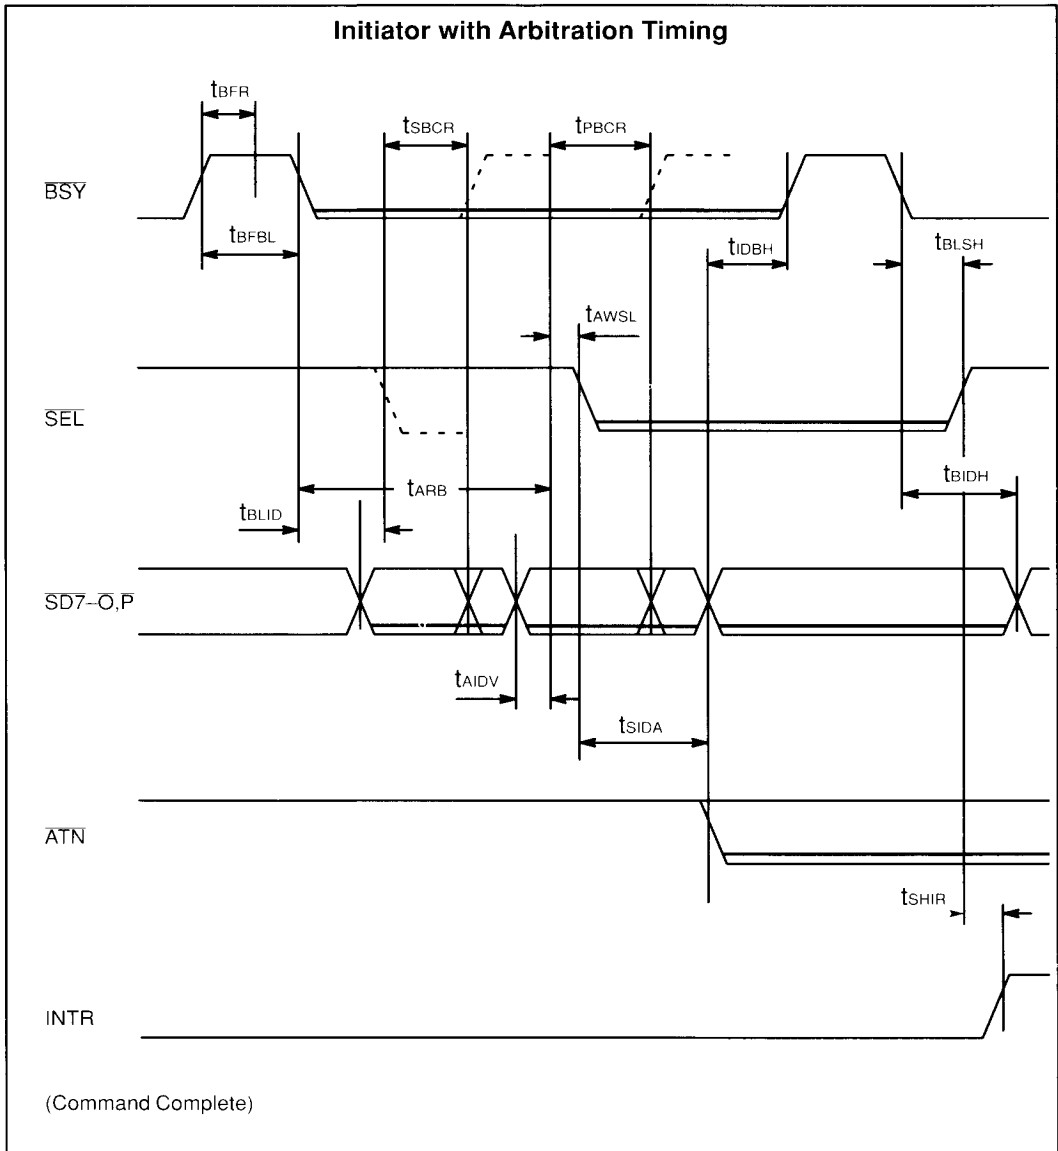 Initiator with Arbitration Timing
tBFR
tSBCR
tPBCR
BSY
tBFBL
tIDBH
tBLSH
tAWSL
SEL
tARB
tBIDH
tBLID
SD7–0,P
tAIDV
tSIDA
ATN
tSHIR
INTR
(Command Complete)